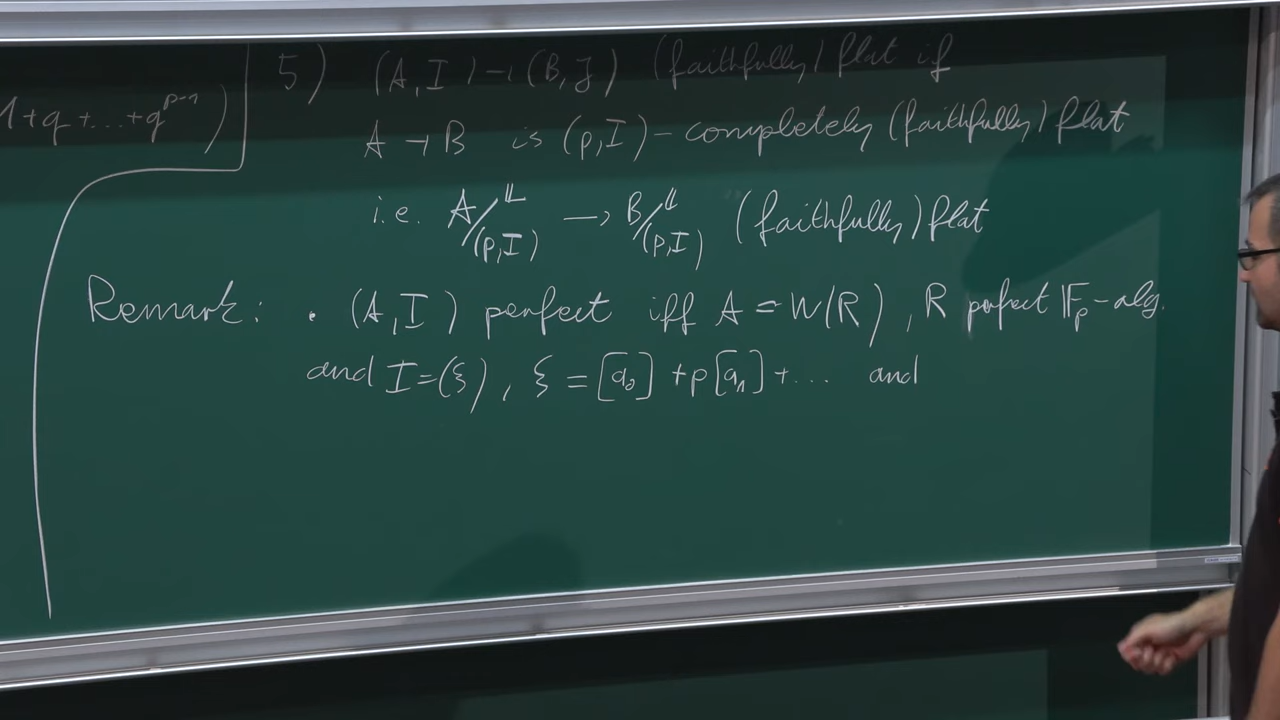 1+q+...+q^{p-1})
5) (A,I)→(B,J) (faithfully) flat if
A → B is (p,I)-completely (faithfully) flat
i.e. A/^{𝕃}(p,I) → B/^{𝕃}(p,I) (faithfully) flat
Remark: · (A,I) perfect iff A = W(R), R perfect 𝔽_p-alg.
and I=(ξ), ξ = [a_0] + p[a_1] + ... and